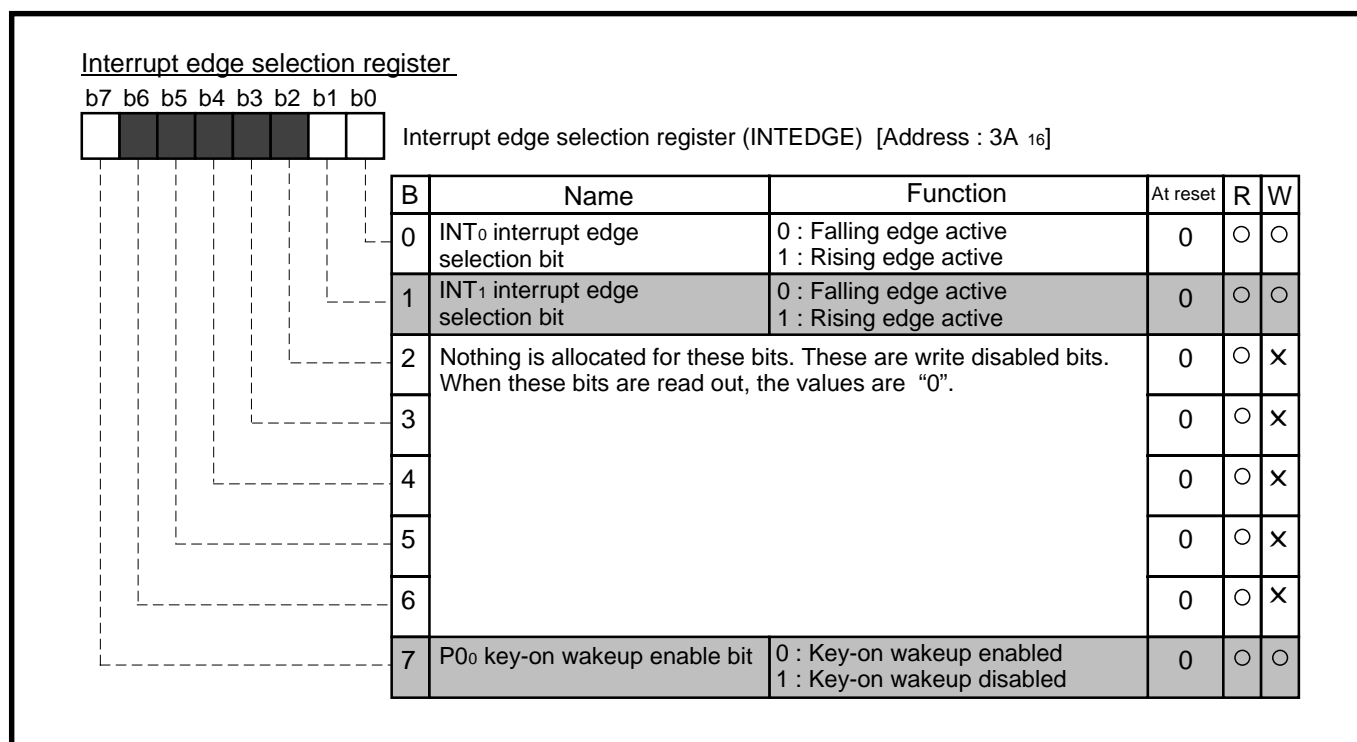 Interrupt edge selection register
b7 b6 b5 b4 b3 b2 b1 b0
Interrupt edge selection register (INTEDGE) [Address : 3A 16]
B Name Function At reset R W
0 INT0 interrupt edge selection bit 0 : Falling edge active 0 ○ ○
1 : Rising edge active
1 INT1 interrupt edge selection bit 0 : Falling edge active 0 ○ ○
1 : Rising edge active
2 Nothing is allocated for these bits. These are write disabled bits. 0 ○ ×
When these bits are read out, the values are “0”.
3 0 ○ ×
4 0 ○ ×
5 0 ○ ×
6 0 ○ ×
7 P00 key-on wakeup enable bit 0 : Key-on wakeup enabled 0 ○ ○
1 : Key-on wakeup disabled